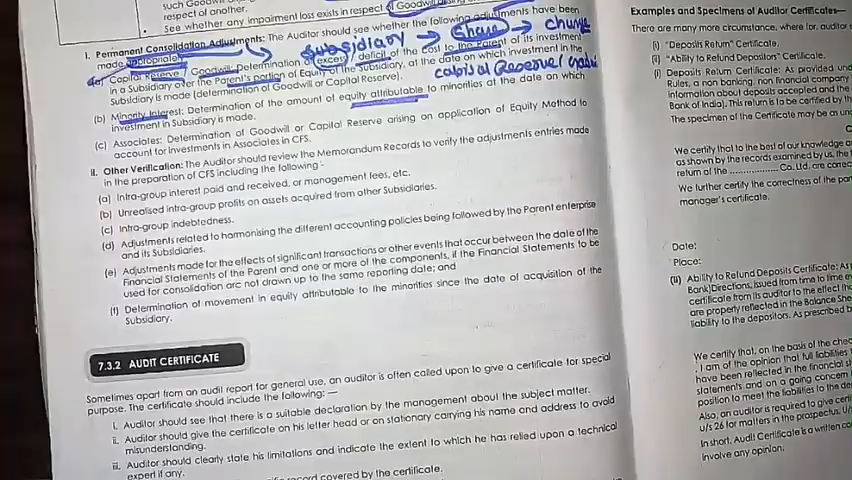 such Goodwill
respect of another.
See whether any impairment loss exists in respect of Goodwill
I. Permanent Consolidation Adjustments: The Auditor should see whether the following adjustments have been
made appropriately
subsidiary → Share → change
(a) Capital Reserve / Goodwill: Determination of excess / deficit of the cost to the Parent of its investment
in a Subsidiary over the Parent's portion of Equity of the Subsidiary, at the date on which investment in the
Subsidiary is made (determination of Goodwill or Capital Reserve).
capital Reserve/
(b) Minority Interest: Determination of the amount of equity attributable to minorities at the date on which
investment in Subsidiary is made.
(c) Associates: Determination of Goodwill or Capital Reserve arising on application of Equity Method to
account for Investments in Associates in CFS.
II. Other Verification: The Auditor should review the Memorandum Records to verify the adjustments entries made
in the preparation of CFS including the following:-
(a) Intra-group interest paid and received, or management fees, etc.
(b) Unrealised intra-group profits on assets acquired from other Subsidiaries.
(c) Intra-group indebtedness.
(d) Adjustments related to harmonising the different accounting policies being followed by the Parent enterprise
and its Subsidiaries.
(e) Adjustments made for the effects of significant transactions or other events that occur between the date of the
Financial Statements of the Parent and one or more of the components, if the Financial Statements to be
used for consolidation are not drawn up to the same reporting date; and
(f) Determination of movement in equity attributable to the minorities since the date of acquisition of the
Subsidiary.
7.3.2 AUDIT CERTIFICATE
Sometimes apart from an audit report for general use, an auditor is often called upon to give a certificate for special
purpose. The certificate should include the following: —
i. Auditor should see that there is a suitable declaration by the management about the subject matter.
ii. Auditor should give the certificate on his letter head or on stationary carrying his name and address to avoid
misunderstanding.
iii. Auditor should clearly state his limitations and indicate the extent to which he has relied upon a technical
expert if any.
record covered by the certificate.
Examples and Specimens of Auditor Certificates—
There are many more circumstance, where for, auditor
(i) "Deposits Return" Certificate.
(ii) "Ability to Refund Depositors" Certificate.
(i) Deposits Return Certificate: As provided und
Rules, a non banking, non financial company
information about deposits accepted and the
Bank of India). This return is to be certified by th
The specimen of the Certificate may be as und
We certify that to the best of our knowledge a
as shown by the records examined by us, the
return of the .................. Co. Ltd. are correc
We further certify the correctness of the par
manager's certificate.
Date:
Place:
(ii) Ability to Refund Deposits Certificate: As
Bank) Directions, issued from time to time
certificate from its auditor to the effect tha
are properly reflected in the Balance She
liability to the depositors. As prescribed b
We certify that, on the basis of the chec
I am of the opinion that full liabilities
have been reflected in the financial st
statements and on a going concern
position to meet the liabilities to the de
Also, an auditor is required to give certi
u/s 26 for matters in the prospectus, U/
In short, Audit Certificate is a written co
involve any opinion.